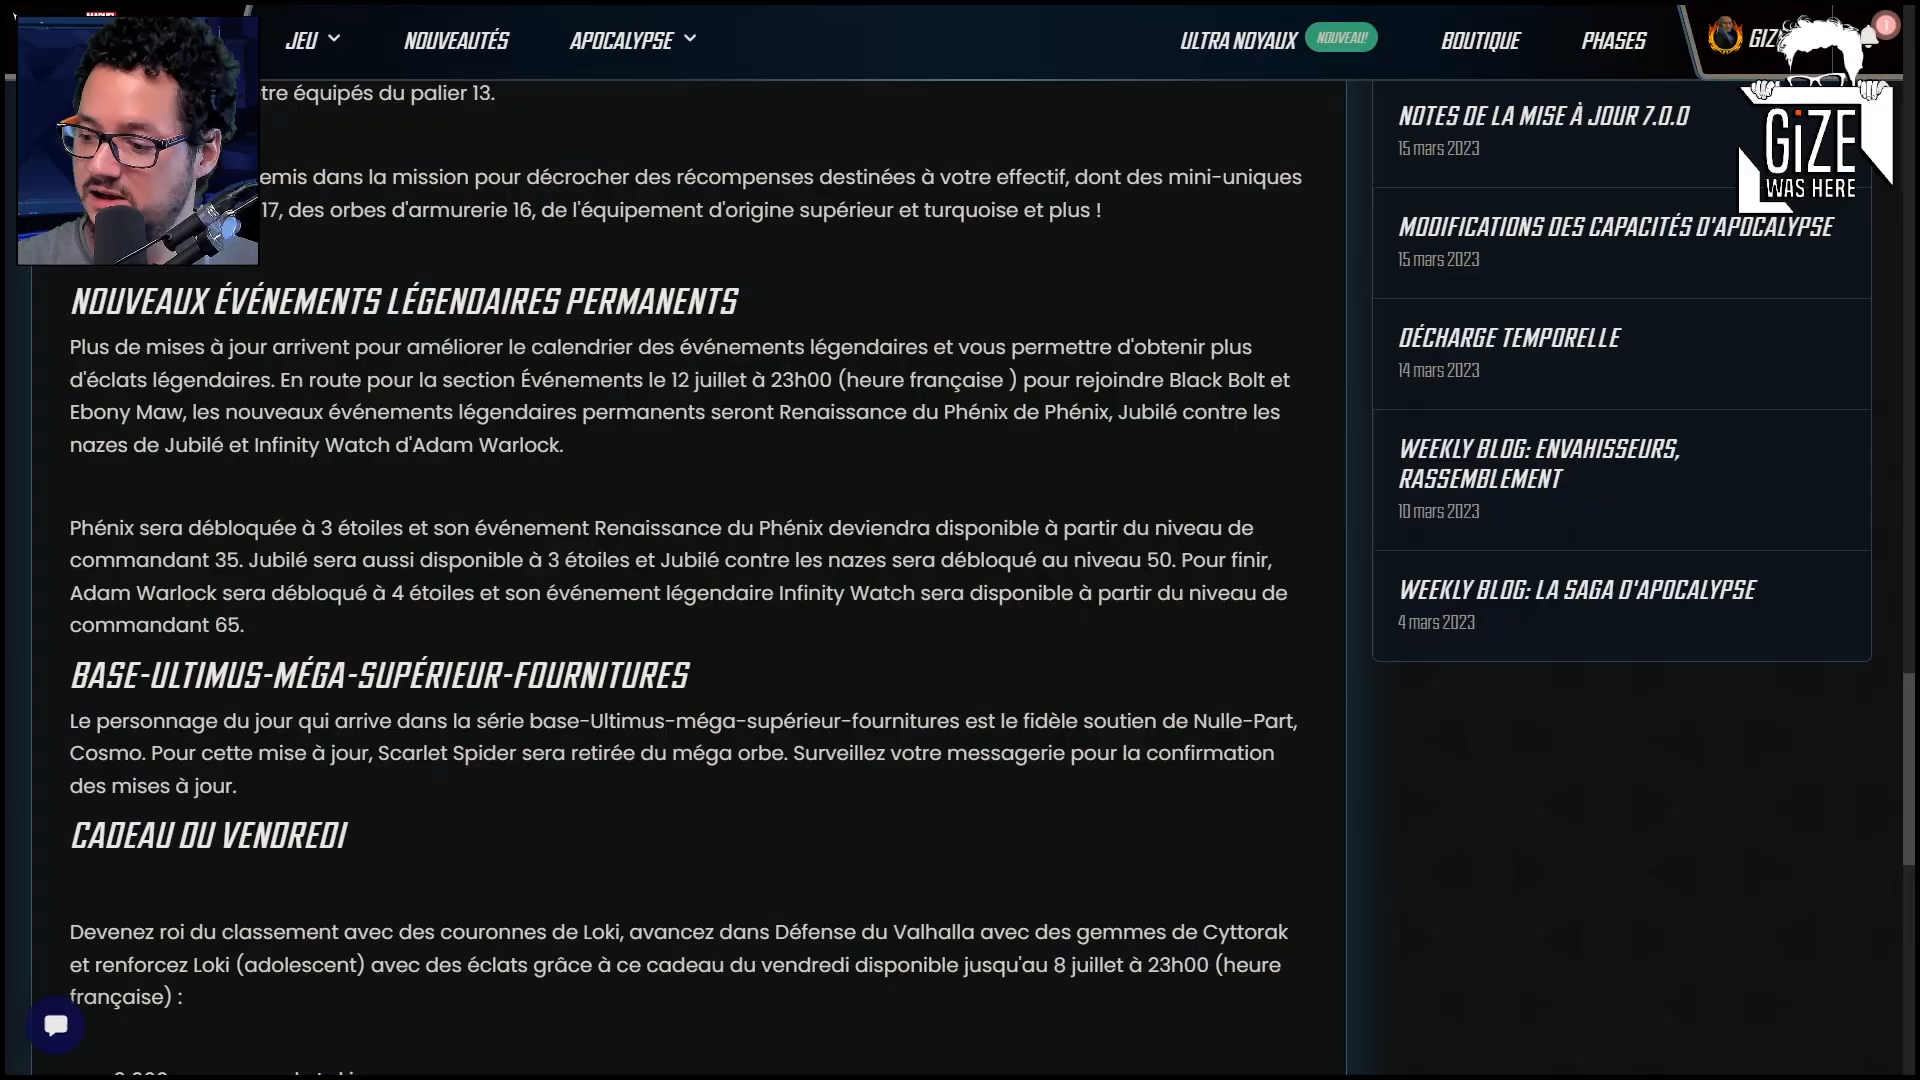 MARVEL
JEU
NOUVEAUTÉS
APOCALYPSE
ULTRA NOYAUX
NOUVEAU!
BOUTIQUE
PHASES
1
GiZE
WAS HERE
tre équipés du palier 13.
emis dans la mission pour décrocher des récompenses destinées à votre effectif, dont des mini-uniques
17, des orbes d'armurerie 16, de l'équipement d'origine supérieur et turquoise et plus !
NOUVEAUX ÉVÉNEMENTS LÉGENDAIRES PERMANENTS
Plus de mises à jour arrivent pour améliorer le calendrier des événements légendaires et vous permettre d'obtenir plus
d'éclats légendaires. En route pour la section Événements le 12 juillet à 23h00 (heure française ) pour rejoindre Black Bolt et
Ebony Maw, les nouveaux événements légendaires permanents seront Renaissance du Phénix de Phénix, Jubilé contre les
nazes de Jubilé et Infinity Watch d'Adam Warlock.
Phénix sera débloquée à 3 étoiles et son événement Renaissance du Phénix deviendra disponible à partir du niveau de
commandant 35. Jubilé sera aussi disponible à 3 étoiles et Jubilé contre les nazes sera débloqué au niveau 50. Pour finir,
Adam Warlock sera débloqué à 4 étoiles et son événement légendaire Infinity Watch sera disponible à partir du niveau de
commandant 65.
BASE-ULTIMUS-MÉGA-SUPÉRIEUR-FOURNITURES
Le personnage du jour qui arrive dans la série base-Ultimus-méga-supérieur-fournitures est le fidèle soutien de Nulle-Part,
Cosmo. Pour cette mise à jour, Scarlet Spider sera retirée du méga orbe. Surveillez votre messagerie pour la confirmation
des mises à jour.
CADEAU DU VENDREDI
Devenez roi du classement avec des couronnes de Loki, avancez dans Défense du Valhalla avec des gemmes de Cyttorak
et renforcez Loki (adolescent) avec des éclats grâce à ce cadeau du vendredi disponible jusqu'au 8 juillet à 23h00 (heure
française) :
NOTES DE LA MISE À JOUR 7.0.0
15 mars 2023
MODIFICATIONS DES CAPACITÉS D'APOCALYPSE
15 mars 2023
DÉCHARGE TEMPORELLE
14 mars 2023
WEEKLY BLOG: ENVAHISSEURS,
RASSEMBLEMENT
10 mars 2023
WEEKLY BLOG: LA SAGA D'APOCALYPSE
4 mars 2023